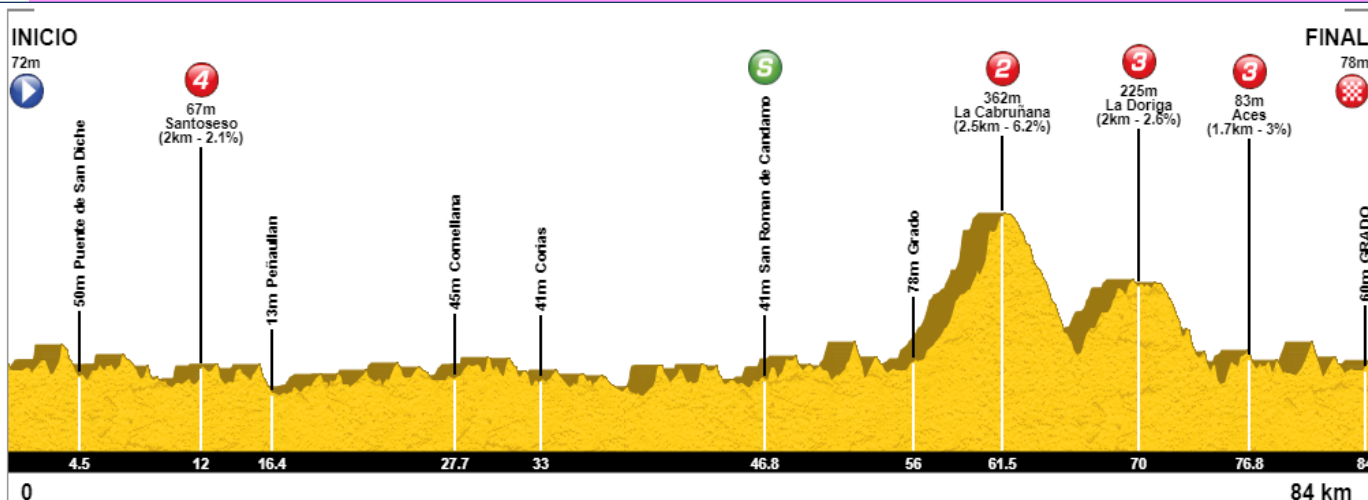 INICIO
72m
50m Puente de San Diche
4
67m
Santoseso
(2km - 2.1%)
13m Peñaullan
45m Cornellana
41m Corias
S
41m San Roman de Candamo
78m Grado
2
362m
La Cabruñana
(2.5km - 6.2%)
3
225m
La Doriga
(2km - 2.6%)
3
83m
Aces
(1.7km - 3%)
FINAL
78m
60m GRADO
4.5 12 16.4 27.7 33 46.8 56 61.5 70 76.8 84
0 84 km